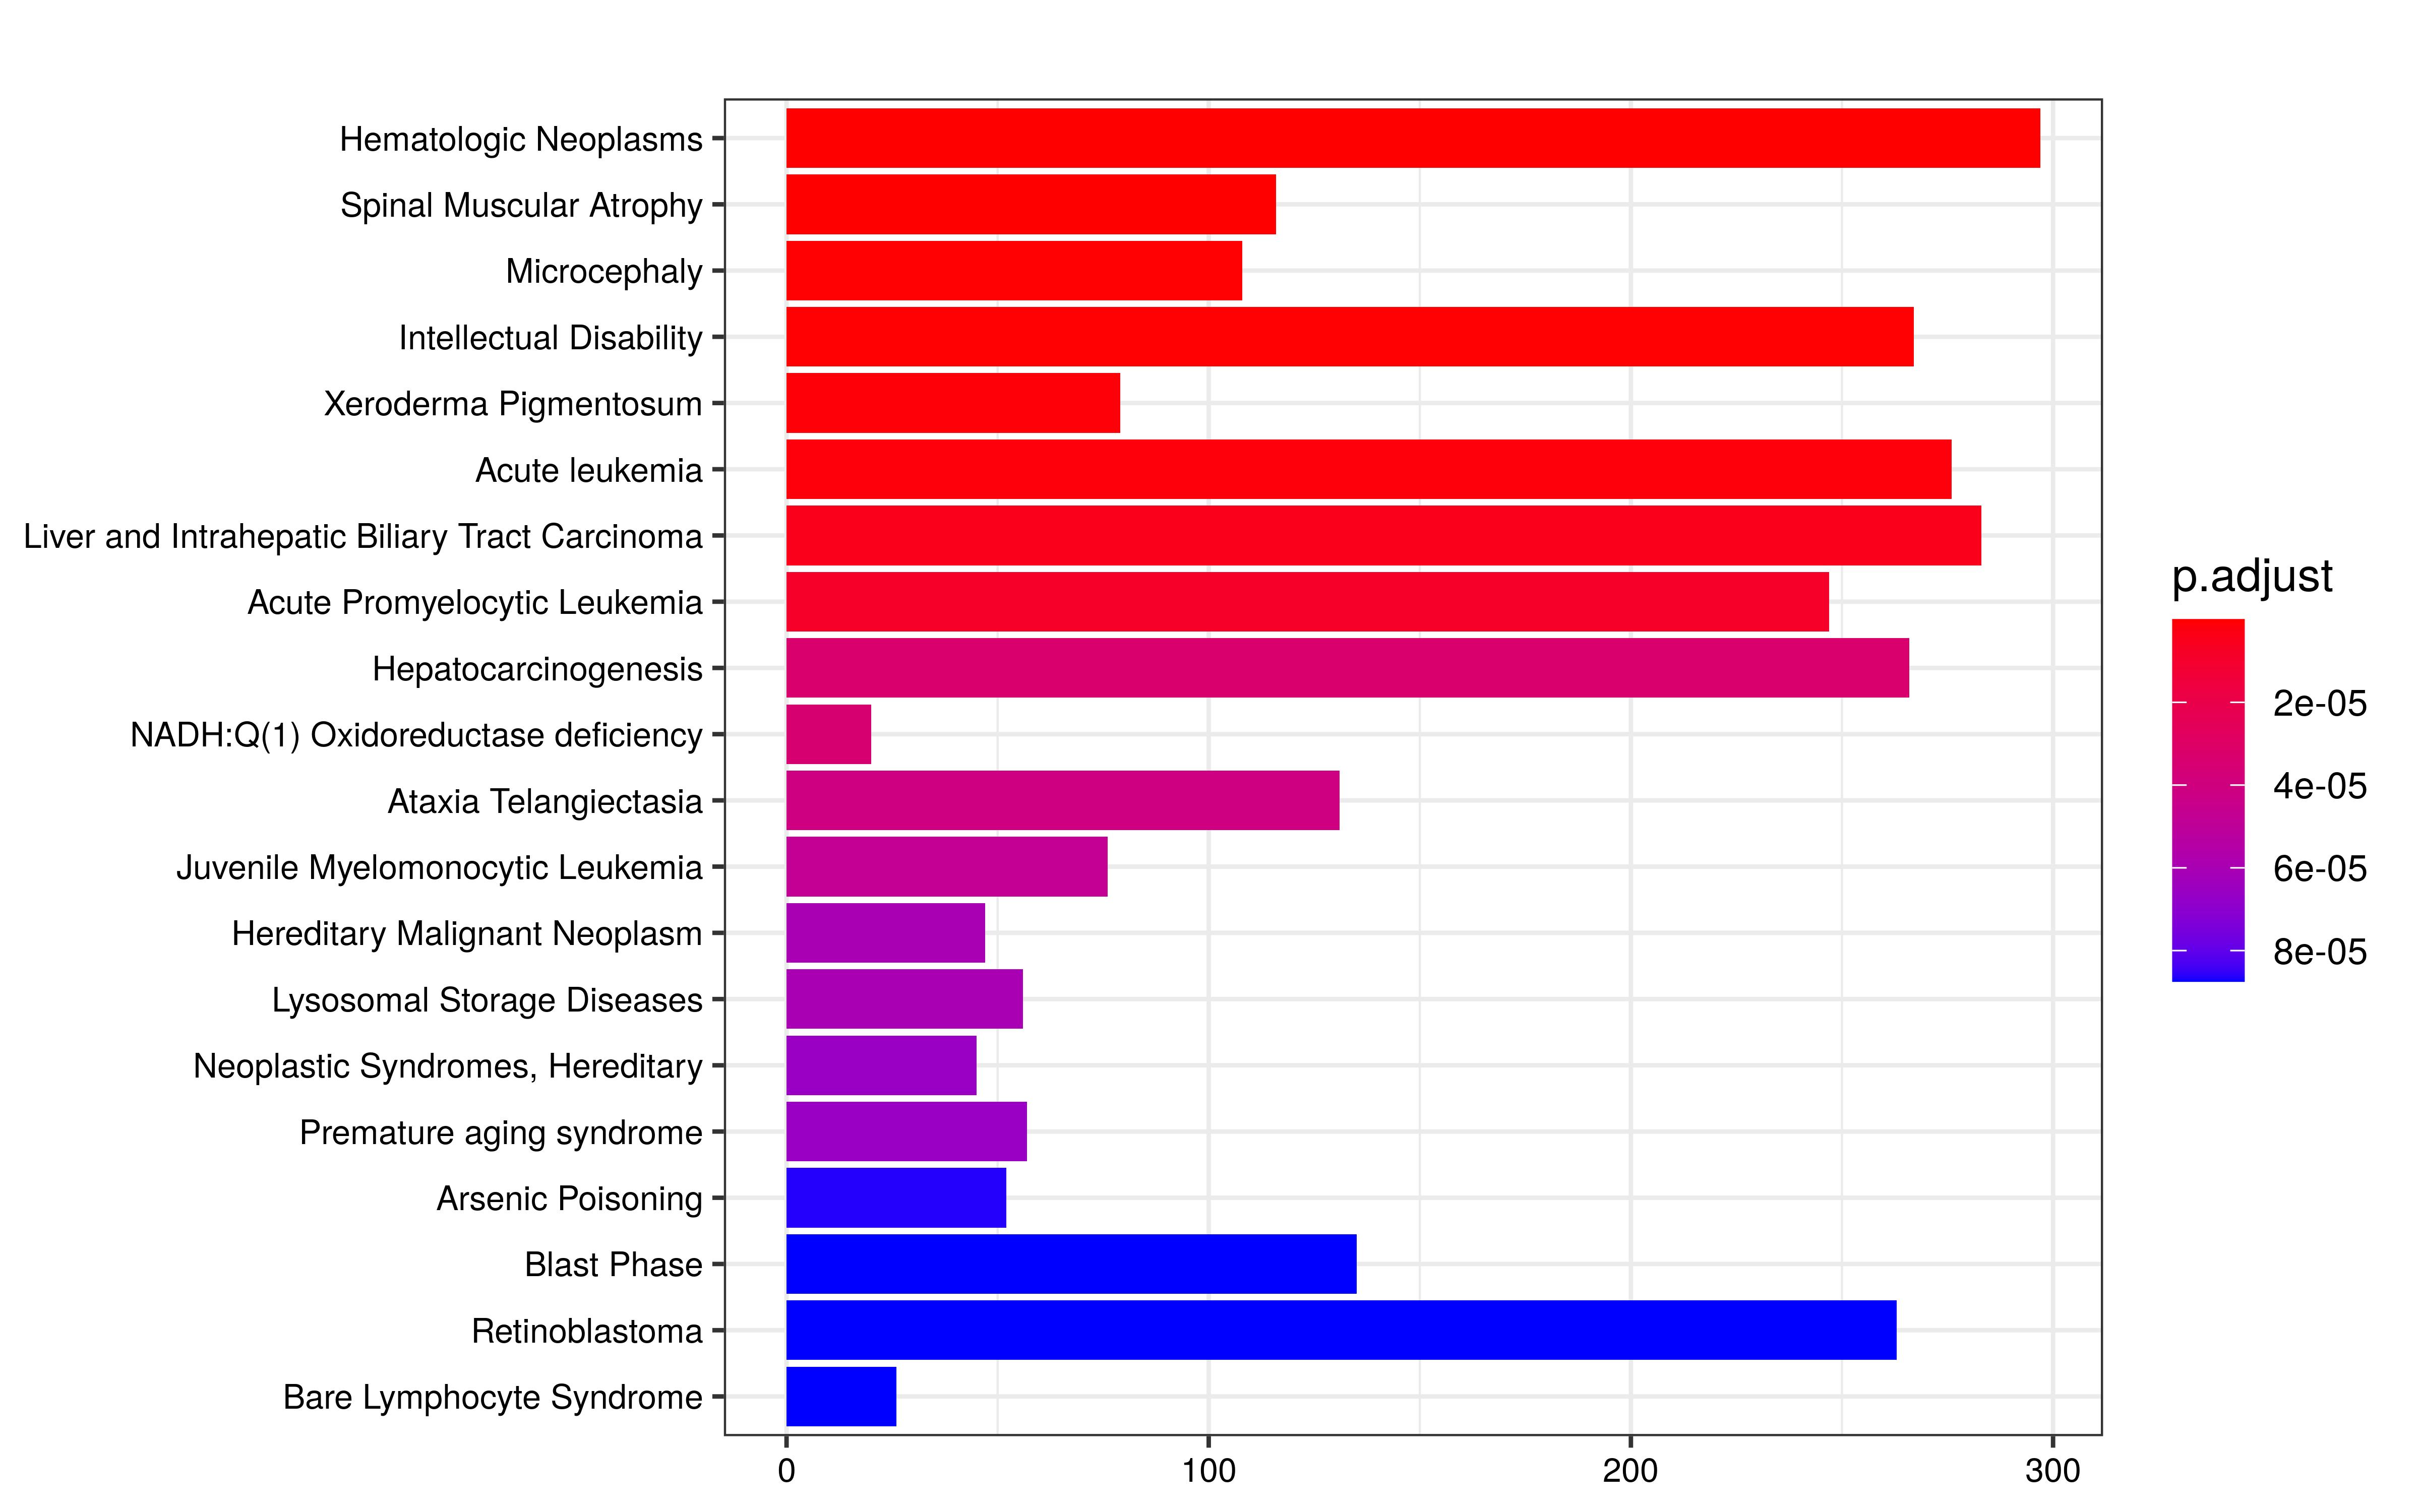 Hematologic Neoplasms
Spinal Muscular Atrophy
Microcephaly
Intellectual Disability
Xeroderma Pigmentosum
Acute leukemia
Liver and Intrahepatic Biliary Tract Carcinoma
Acute Promyelocytic Leukemia
Hepatocarcinogenesis
NADH:Q(1) Oxidoreductase deficiency
Ataxia Telangiectasia
Juvenile Myelomonocytic Leukemia
Hereditary Malignant Neoplasm
Lysosomal Storage Diseases
Neoplastic Syndromes, Hereditary
Premature aging syndrome
Arsenic Poisoning
Blast Phase
Retinoblastoma
Bare Lymphocyte Syndrome
0 100 200 300
p.adjust
2e-05
4e-05
6e-05
8e-05